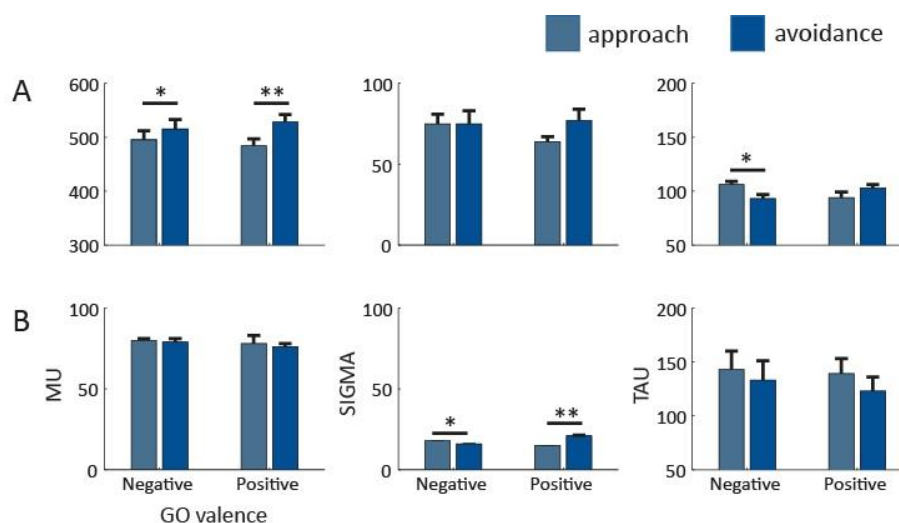 approach avoidance
A
600
500
400
300
* **
100
50
0
200
150
100
50
*
B
MU
100
50
0
Negative Positive
GO valence
SIGMA
100
50
0
* **
Negative Positive
TAU
200
150
100
50
Negative Positive